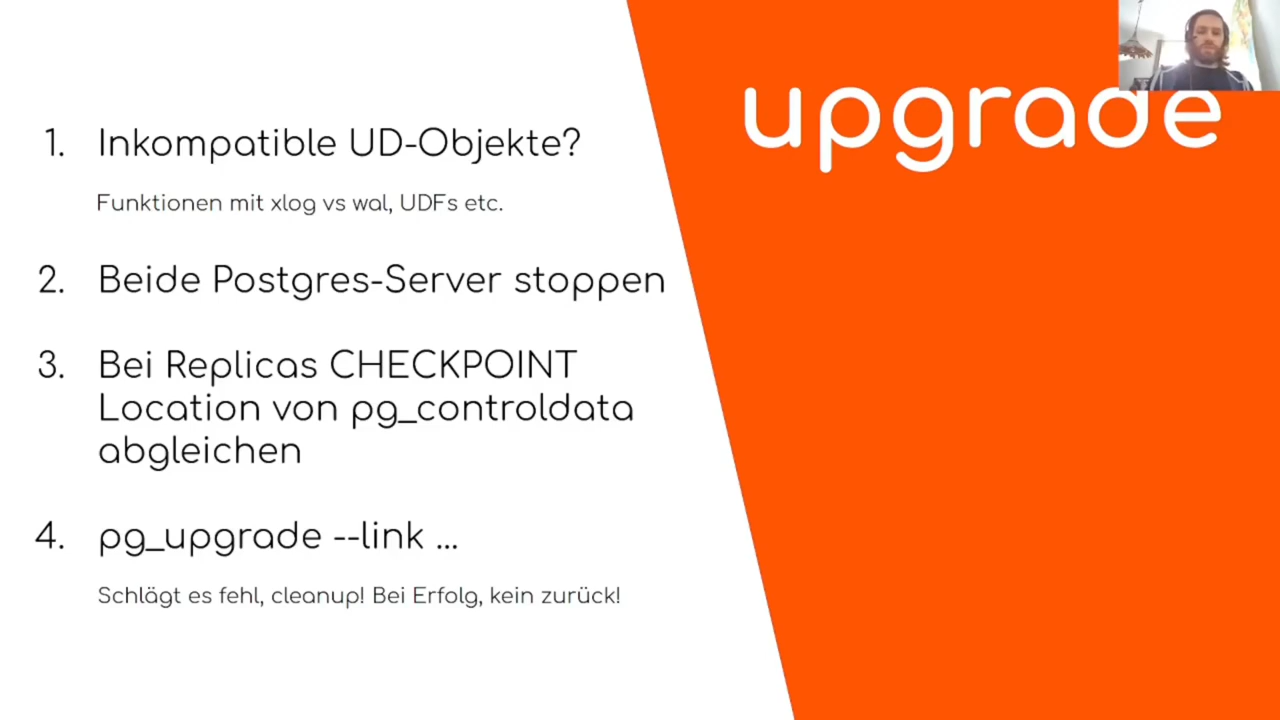 upgrade
1. Inkompatible UD-Objekte?
Funktionen mit xlog vs wal, UDFs etc.
2. Beide Postgres-Server stoppen
3. Bei Replicas CHECKPOINT
Location von pg_controldata
abgleichen
4. pg_upgrade --link ...
Schlägt es fehl, cleanup! Bei Erfolg, kein zurück!